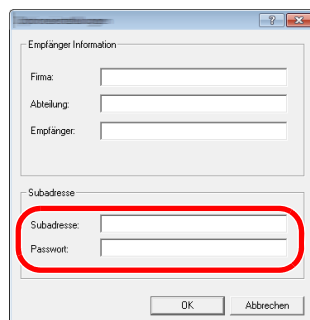 Empfänger Information
Firma:
Abteilung:
Empfänger:
Subadresse
Subadresse:
Passwort:
OK Abbrechen